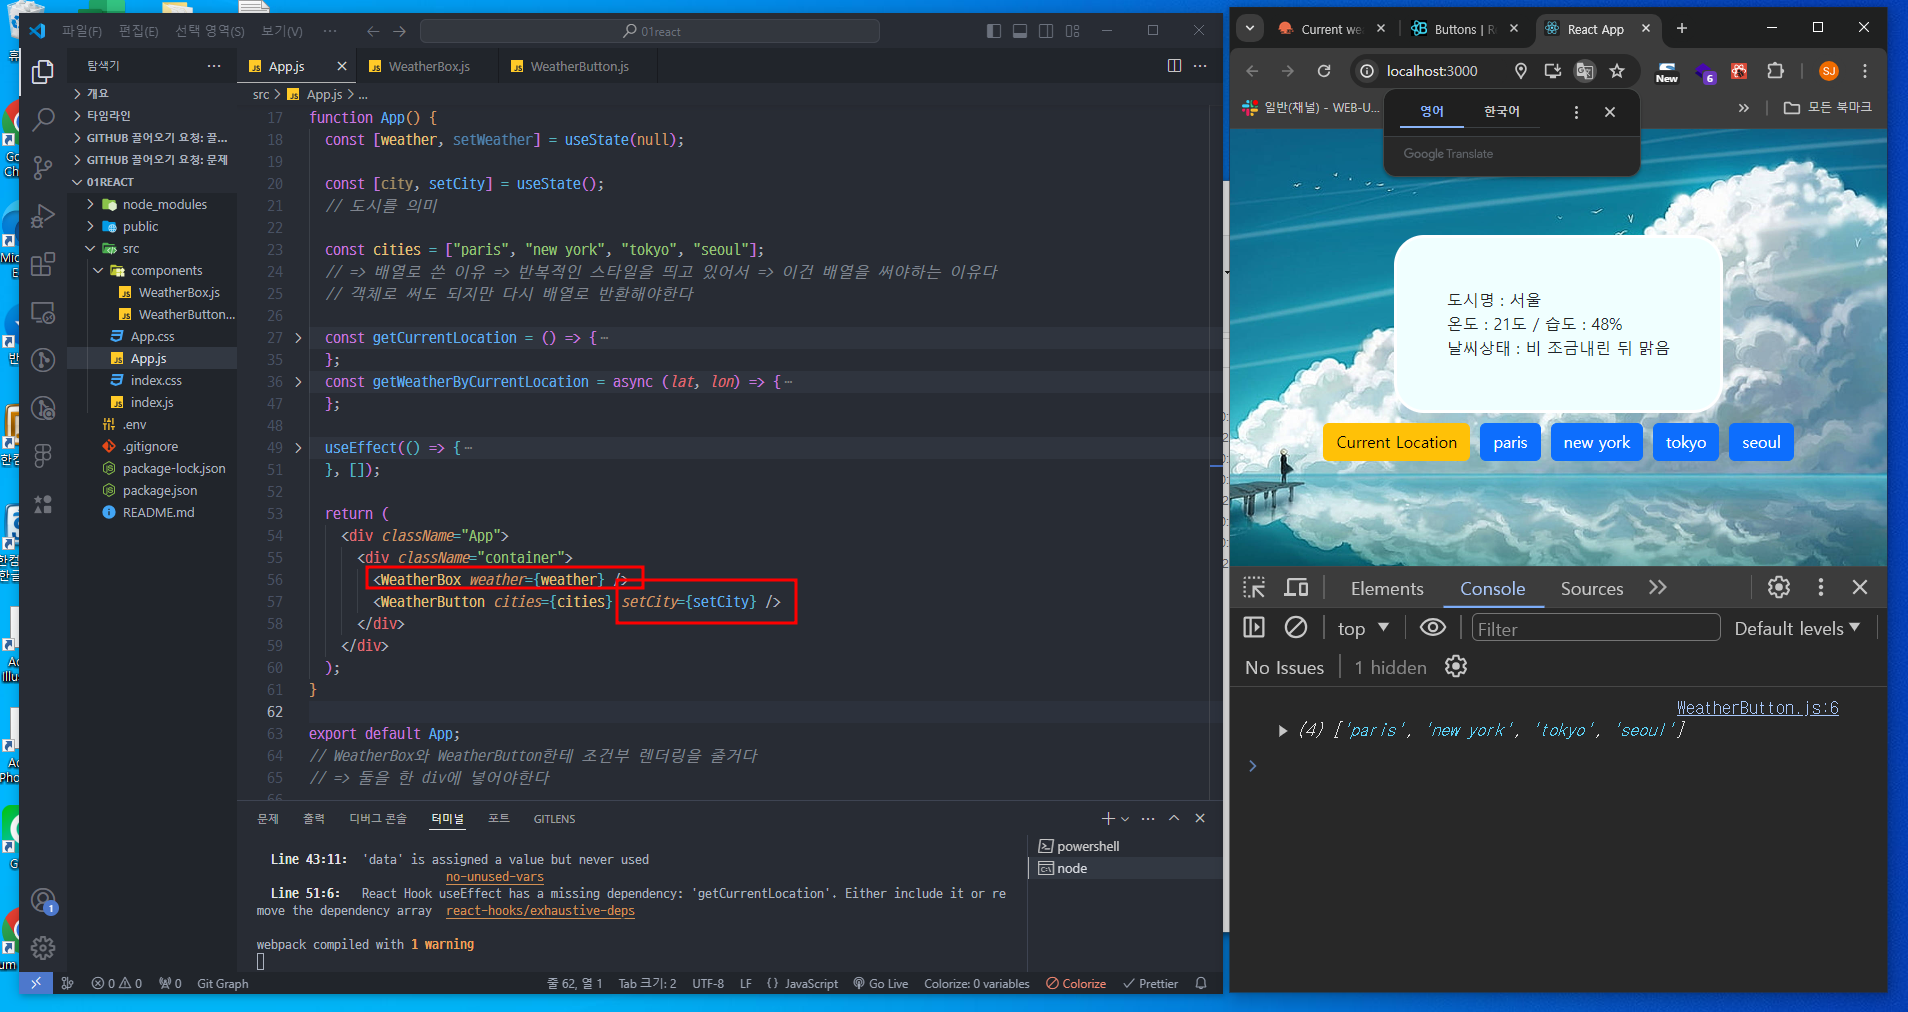 파일(F) 편집(E) 선택 영역(S) 보기(V) ··· 01react
탐색기 ···
개요
타임라인
GITHUB 끌어오기 요청: 끌...
GITHUB 끌어오기 요청: 문제
01REACT
node_modules
public
src
components
WeatherBox.js
WeatherButton...
App.css
App.js
index.css
index.js
.env
.gitignore
package-lock.json
package.json
README.md
App.js WeatherBox.js WeatherButton.js
src > App.js > ...
17 function App() {
18 const [weather, setWeather] = useState(null);
19
20 const [city, setCity] = useState();
21 // 도시를 의미
22
23 const cities = ["paris", "new york", "tokyo", "seoul"];
24 // => 배열로 쓴 이유 => 반복적인 스타일을 띄고 있어서 => 이건 배열을 써야하는 이유다
25 // 객체로 써도 되지만 다시 배열로 반환해야한다
26
27 const getCurrentLocation = () => {···
35 };
36 const getWeatherByCurrentLocation = async (lat, lon) => {···
47 };
48
49 useEffect(() => {···
51 }, []);
52
53 return (
54 <div className="App">
55 <div className="container">
56 <WeatherBox weather={weather} />
57 <WeatherButton cities={cities} setCity={setCity} />
58 </div>
59 </div>
60 );
61 }
62
63 export default App;
64 // WeatherBox와 WeatherButton한테 조건부 렌더링을 줄거다
65 // => 둘을 한 div에 넣어야한다
66
문제 출력 디버그 콘솔 터미널 포트 GITLENS
Line 43:11: 'data' is assigned a value but never used
no-unused-vars
Line 51:6: React Hook useEffect has a missing dependency: 'getCurrentLocation'. Either include it or re
move the dependency array react-hooks/exhaustive-deps
webpack compiled with 1 warning
powershell
node
1
0 0 0 Git Graph 줄 62, 열 1 Tab 크기: 2 UTF-8 LF {} JavaScript Go Live Colorize: 0 variables Colorize Prettier
Current we Buttons | R React App
localhost:3000 New 6 SJ
일반(채널) - WEB-U... » 모든 북마크
영어 한국어
Google Translate
도시명 : 서울
온도 : 21도 / 습도 : 48%
날씨상태 : 비 조금내린 뒤 맑음
Current Location paris new york tokyo seoul
Elements Console Sources
top Filter Default levels
No Issues 1 hidden
WeatherButton.js:6
(4) ['paris', 'new york', 'tokyo', 'seoul']